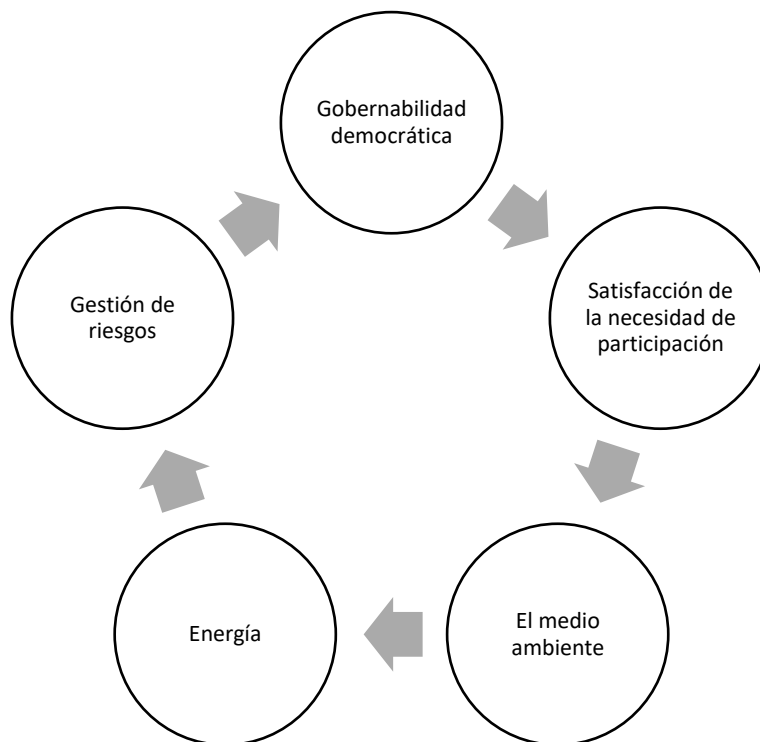 Gobernabilidad
democrática
Satisfacción de
la necesidad de
participación
El medio
ambiente
Energía
Gestión de
riesgos